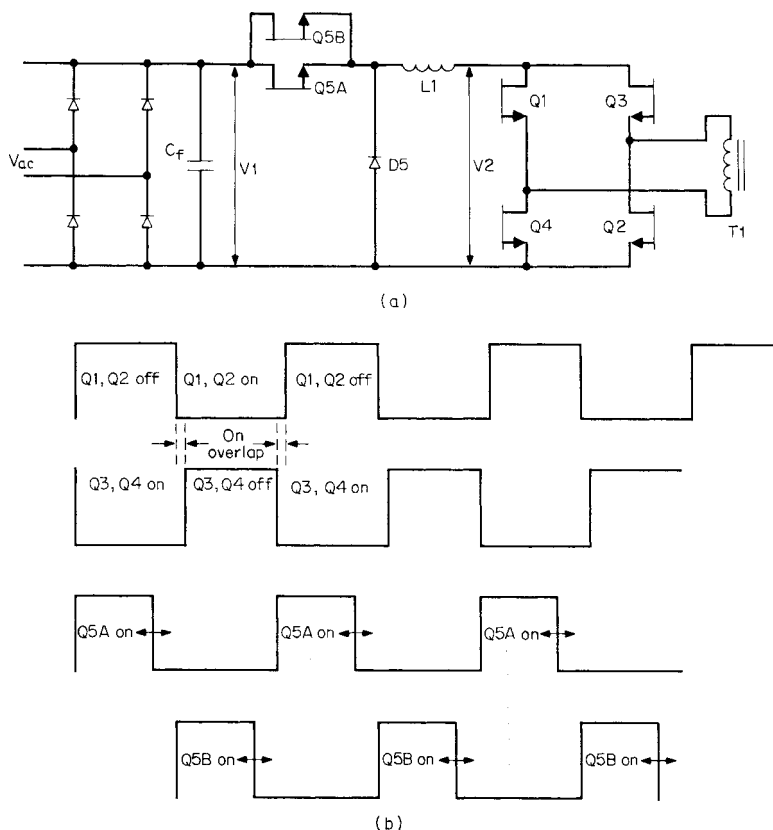 Q5B
Q5A
L1
Q1
Q3
Vac
Cf
V1
D5
V2
Q4
Q2
T1
(a)
Q1, Q2 off
Q1, Q2 on
Q1, Q2 off
On
overlap
Q3, Q4 on
Q3, Q4 off
Q3, Q4 on
Q5A on
Q5A on
Q5A on
Q5B on
Q5B on
Q5B on
(b)